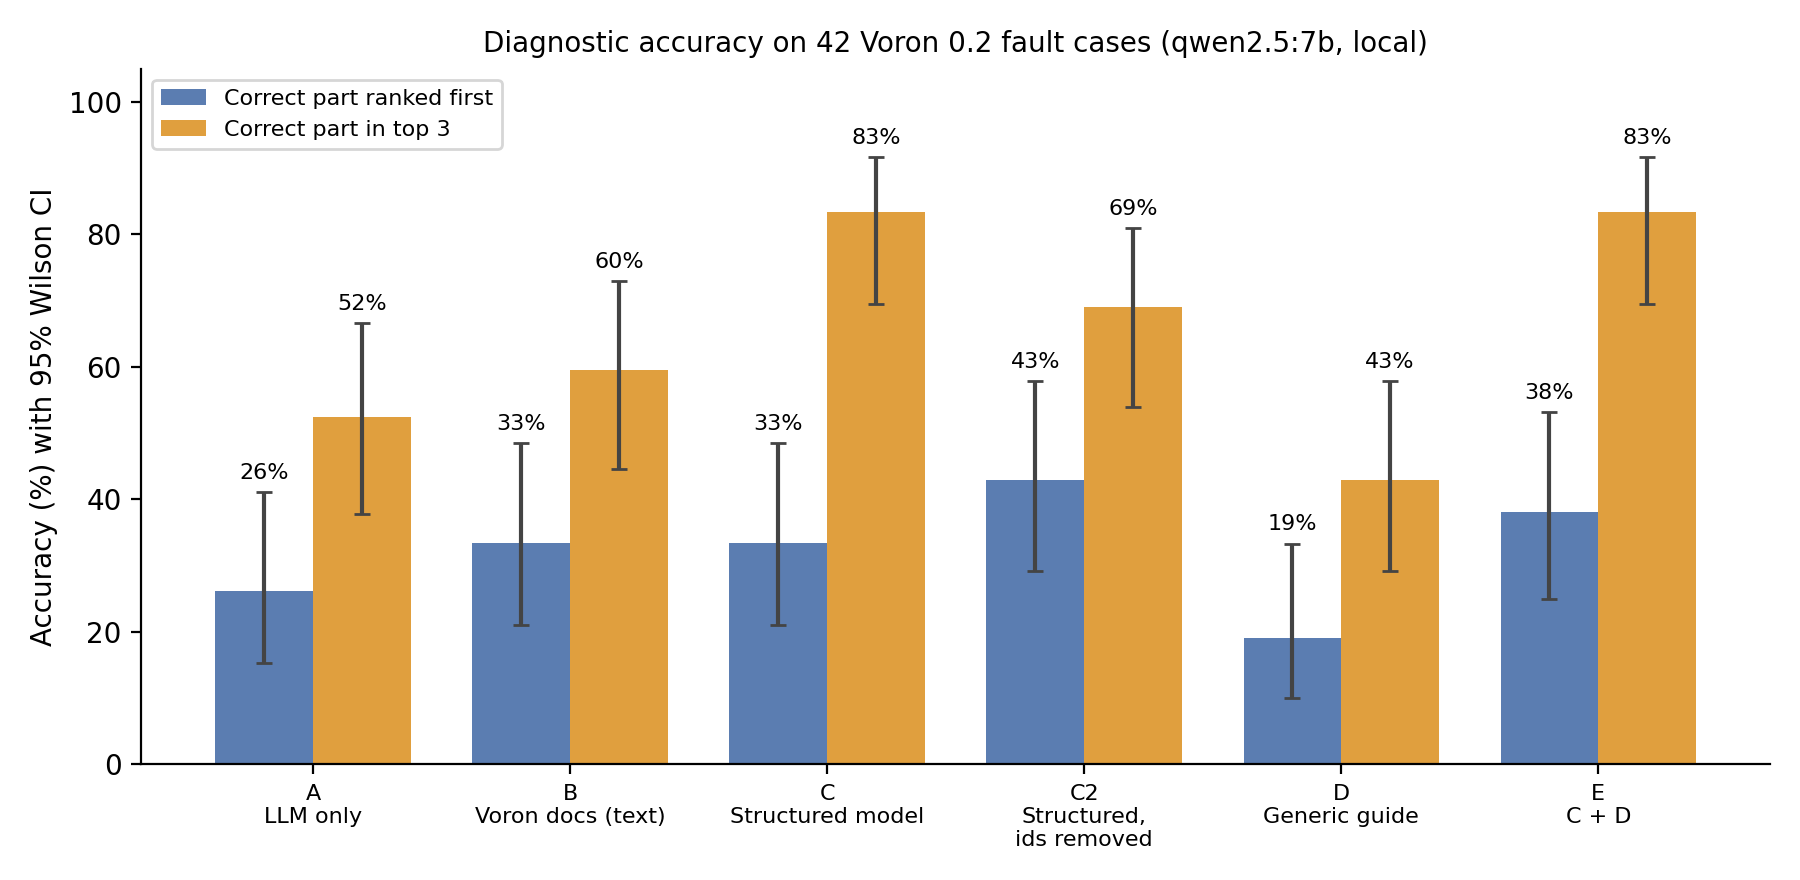 Diagnostic accuracy on 42 Voron 0.2 fault cases (qwen2.5:7b, local)
Correct part ranked first
Correct part in top 3
Accuracy (%) with 95% Wilson CI
100
80
60
40
20
0
26%
52%
33%
60%
33%
83%
43%
69%
19%
43%
38%
83%
A
LLM only
B
Voron docs (text)
C
Structured model
C2
Structured,
ids removed
D
Generic guide
E
C + D